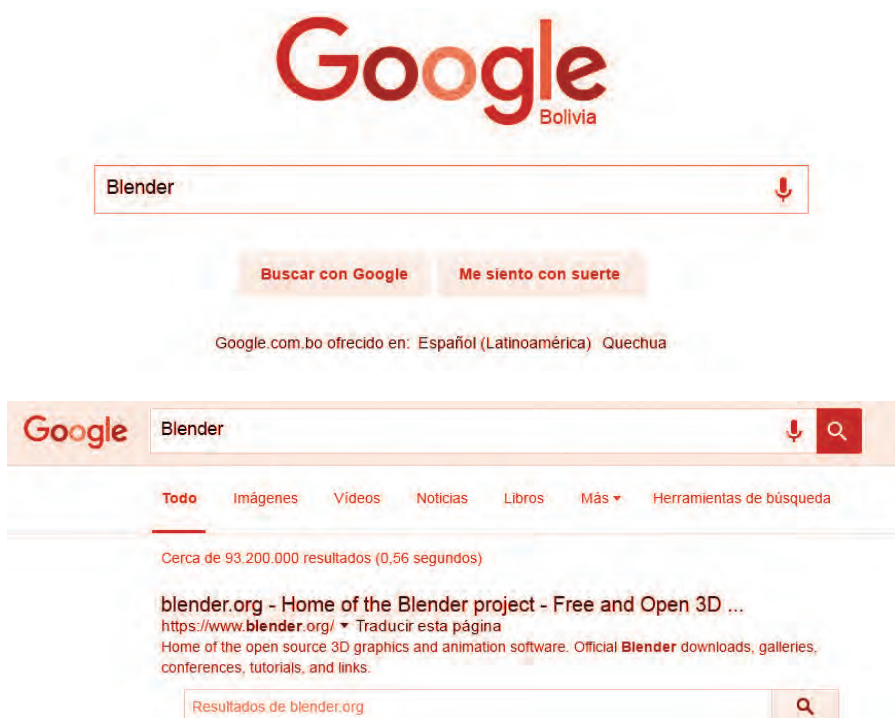 Google
Bolivia
Blender
Buscar con Google Me siento con suerte
Google.com.bo ofrecido en: Español (Latinoamérica) Quechua
Google Blender
Todo Imágenes Vídeos Noticias Libros Más Herramientas de búsqueda
Cerca de 93.200.000 resultados (0,56 segundos)
blender.org - Home of the Blender project - Free and Open 3D ...
https://www.blender.org/ Traducir esta página
Home of the open source 3D graphics and animation software. Official Blender downloads, galleries,
conferences, tutorials, and links.
Resultados de blender.org